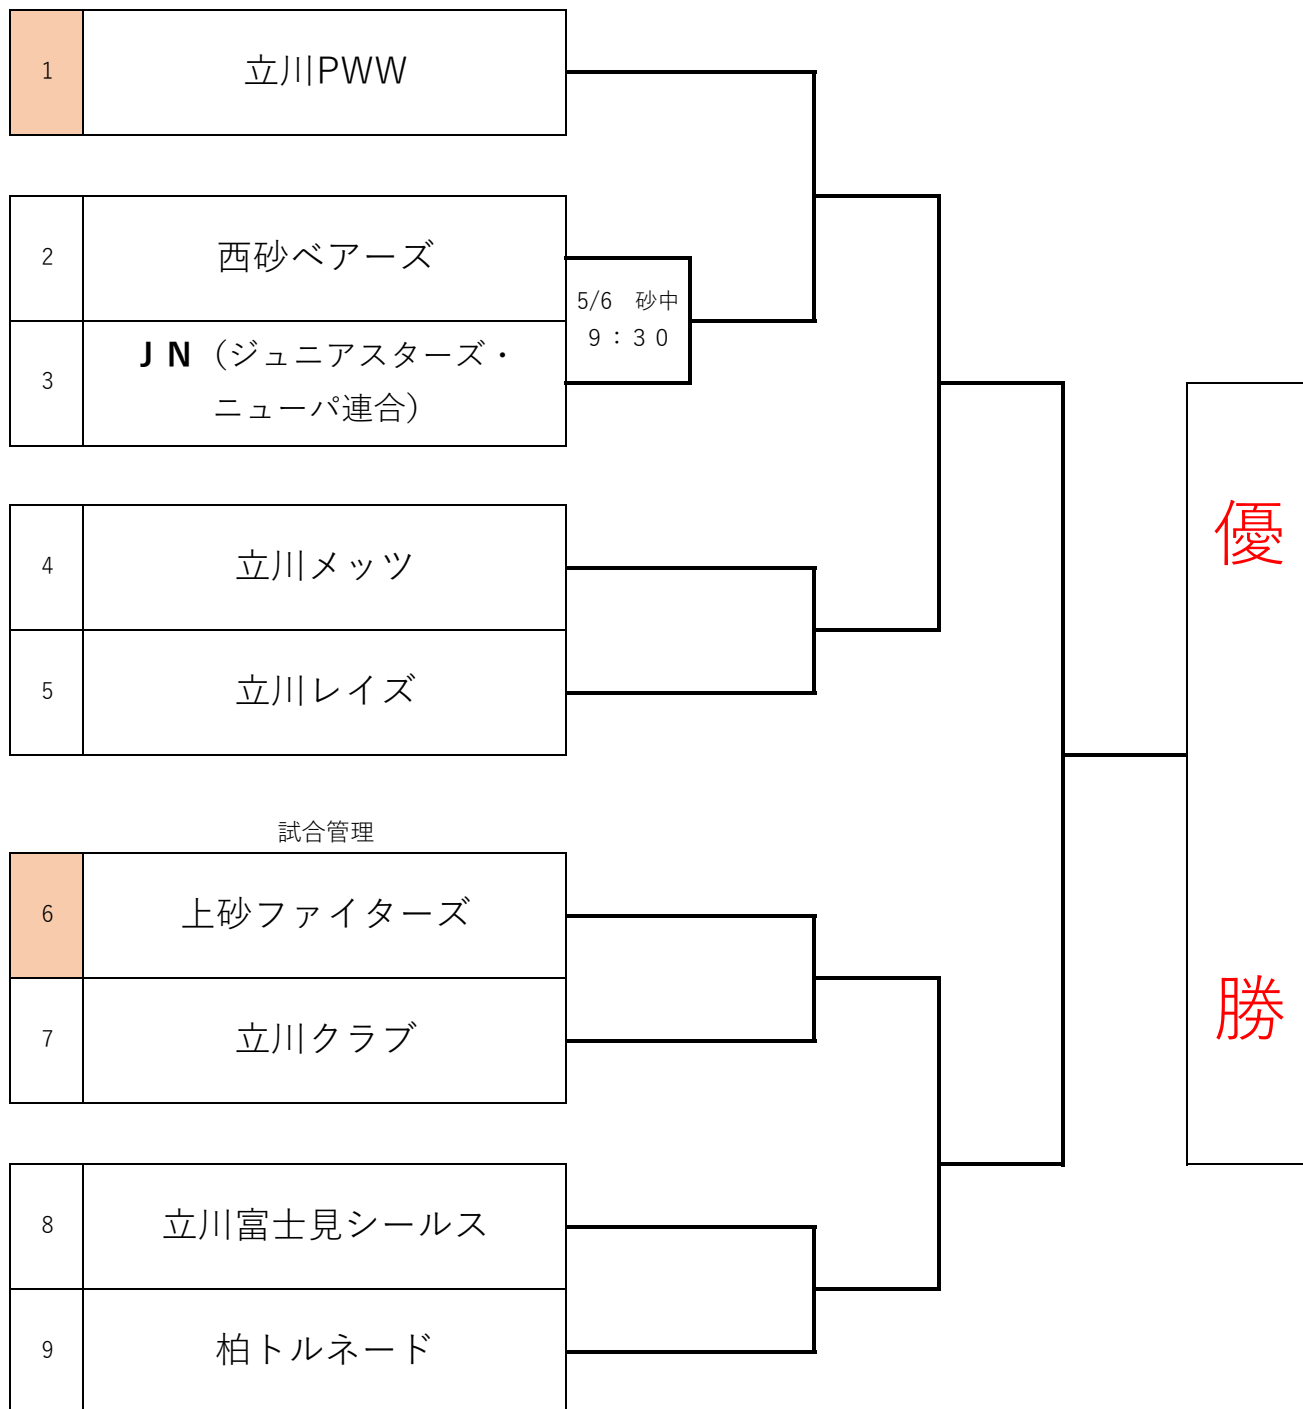 1
立川PWW
2
西砂ベアーズ
5/6　砂中
9：３０
3
ＪＮ（ジュニアスターズ・
ニューパ連合）
4
立川メッツ
5
立川レイズ
試合管理
6
上砂ファイターズ
7
立川クラブ
8
立川富士見シールス
9
柏トルネード
優
勝